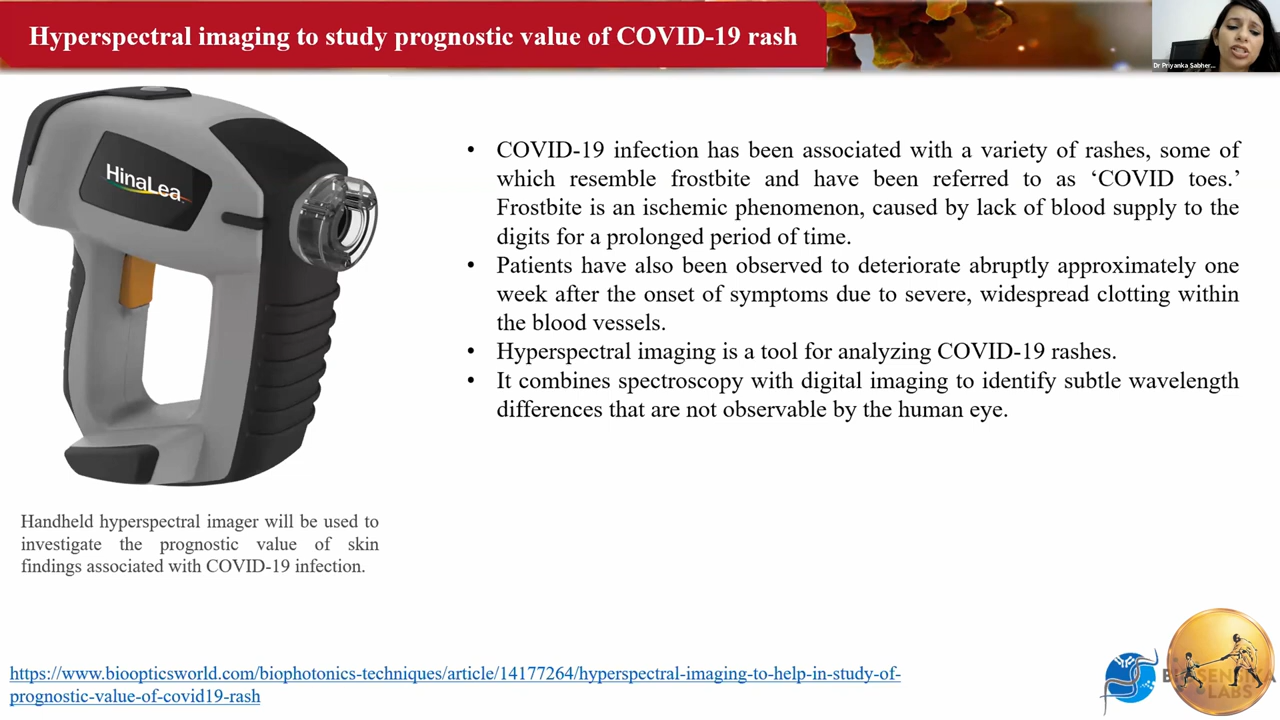 Hyperspectral imaging to study prognostic value of COVID-19 rash
Dr Priyanka Sabher...
HinaLea
• COVID-19 infection has been associated with a variety of rashes, some of
which resemble frostbite and have been referred to as ‘COVID toes.’
Frostbite is an ischemic phenomenon, caused by lack of blood supply to the
digits for a prolonged period of time.
• Patients have also been observed to deteriorate abruptly approximately one
week after the onset of symptoms due to severe, widespread clotting within
the blood vessels.
• Hyperspectral imaging is a tool for analyzing COVID-19 rashes.
• It combines spectroscopy with digital imaging to identify subtle wavelength
differences that are not observable by the human eye.
Handheld hyperspectral imager will be used to
investigate the prognostic value of skin
findings associated with COVID-19 infection.
https://www.bioopticsworld.com/biophotonics-techniques/article/14177264/hyperspectral-imaging-to-help-in-study-of-
prognostic-value-of-covid19-rash
LABS